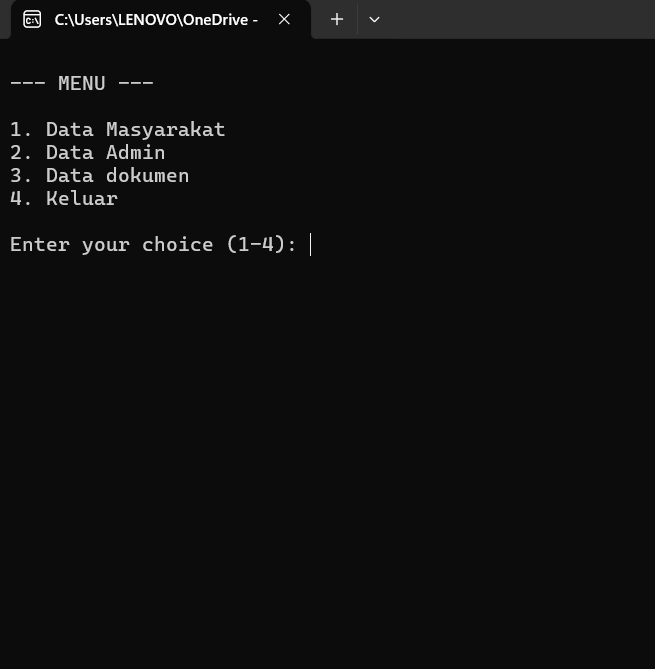 C:\Users\LENOVO\OneDrive -
--- MENU ---
1. Data Masyarakat
2. Data Admin
3. Data dokumen
4. Keluar
Enter your choice (1-4):